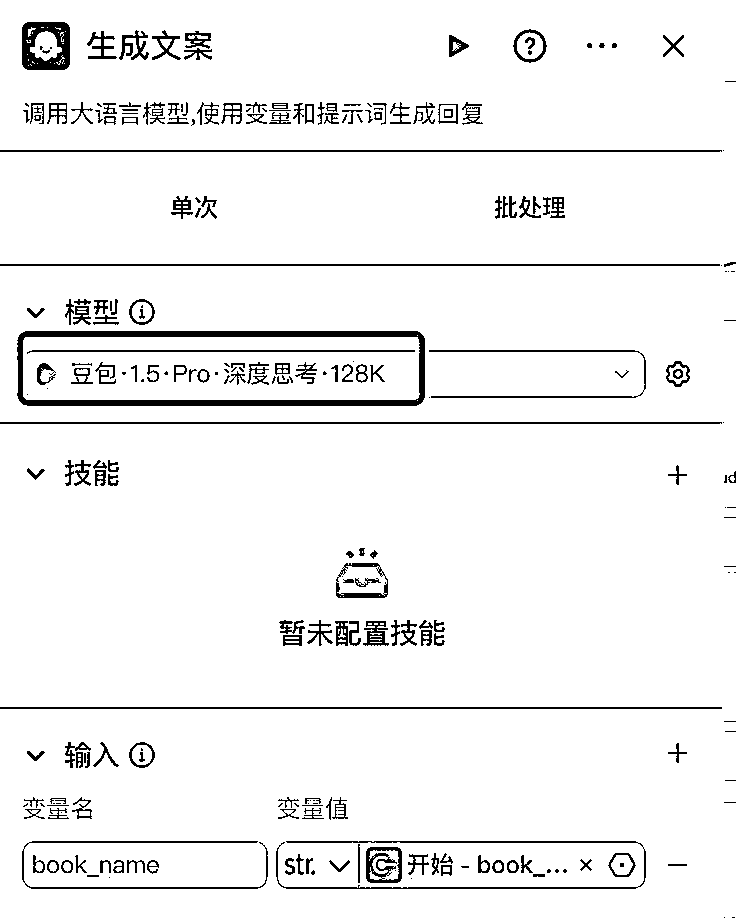 生成文案
调用大语言模型,使用变量和提示词生成回复
单次 批处理
模型
豆包·1.5·Pro·深度思考·128K
技能
暂未配置技能
输入
变量名 变量值
book_name str. 开始 - book_...